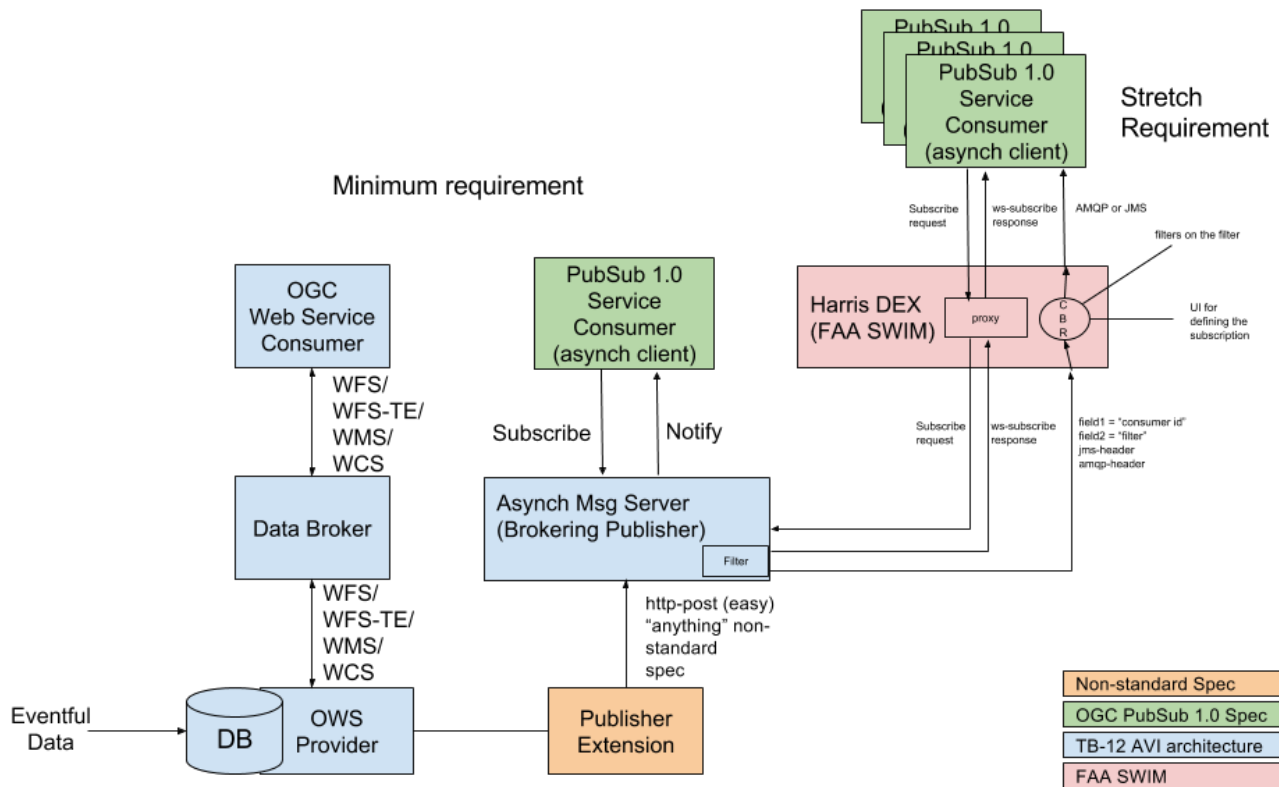 PubSub 1.0
PubSub 1.0
PubSub 1.0
Service
Consumer
(asynch client)
Stretch
Requirement
Minimum requirement
Subscribe
request
ws-subscribe
response
AMQP or JMS
filters on the filter
OGC
Web Service
Consumer
PubSub 1.0
Service
Consumer
(asynch client)
Harris DEX
(FAA SWIM)
proxy
C
B
R
UI for
defining the
subscription
WFS/
WFS-TE/
WMS/
WCS
Subscribe
Notify
Subscribe
request
ws-subscribe
response
field1 = "consumer id"
field2 = "filter"
jms-header
amqp-header
Data Broker
Asynch Msg Server
(Brokering Publisher)
Filter
WFS/
WFS-TE/
WMS/
WCS
http-post (easy)
“anything” non-
standard
spec
Eventful
Data
DB
OWS
Provider
Publisher
Extension
Non-standard Spec
OGC PubSub 1.0 Spec
TB-12 AVI architecture
FAA SWIM